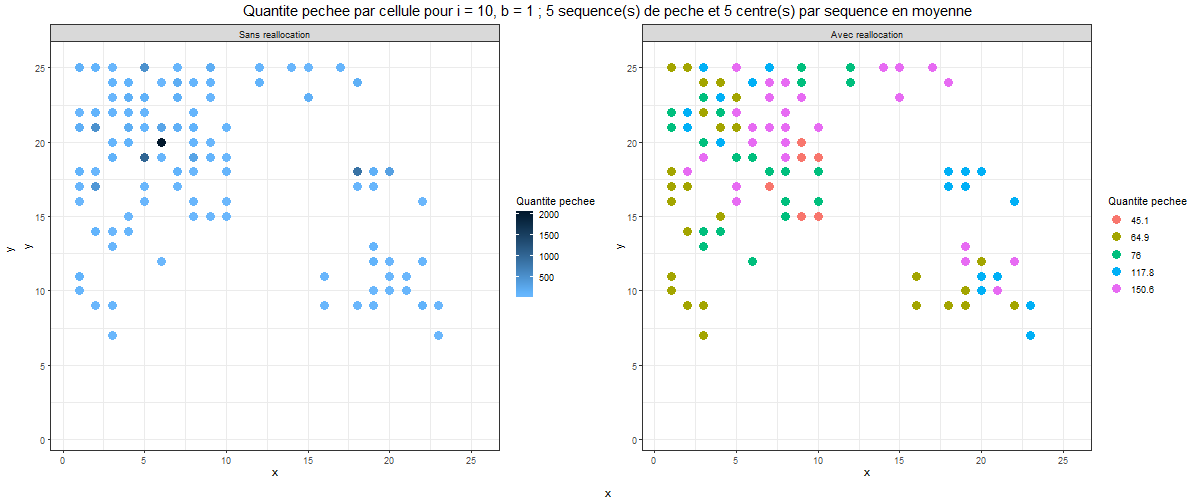 Quantite pechee par cellule pour i = 10, b = 1 ; 5 sequence(s) de peche et 5 centre(s) par sequence en moyenne
Sans reallocation
25
20
15
10
5
0
y
y
0 5 10 15 20 25
x
Quantite pechee
2000
1500
1000
500
Avec reallocation
25
20
15
10
5
0
y
0 5 10 15 20 25
x
Quantite pechee
45.1
64.9
76
117.8
150.6
x